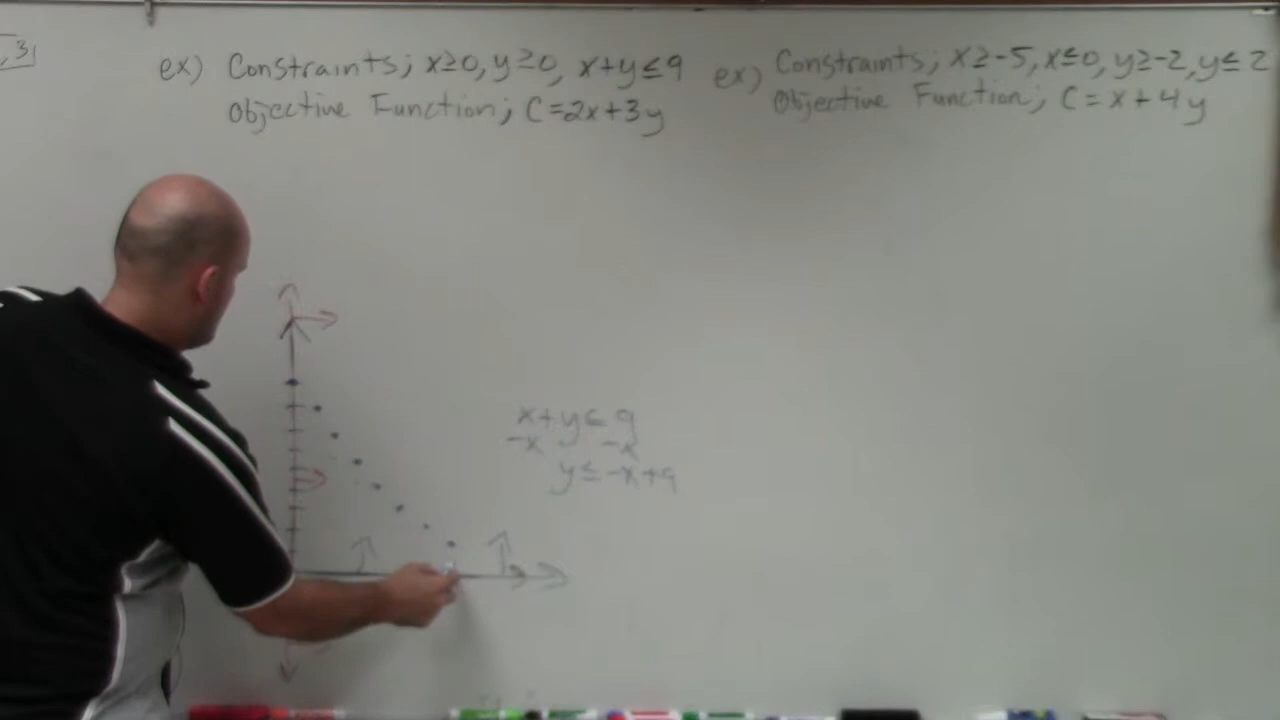 ,3
ex) Constraints; x≥0, y≥0, x+y≤9
Objective Function; C=2x+3y
ex) Constraints; x≥-5, x≤0, y≥-2, y≤2
Objective Function; C=x+4y
x+y≤9
-x -x
y≤-x+9